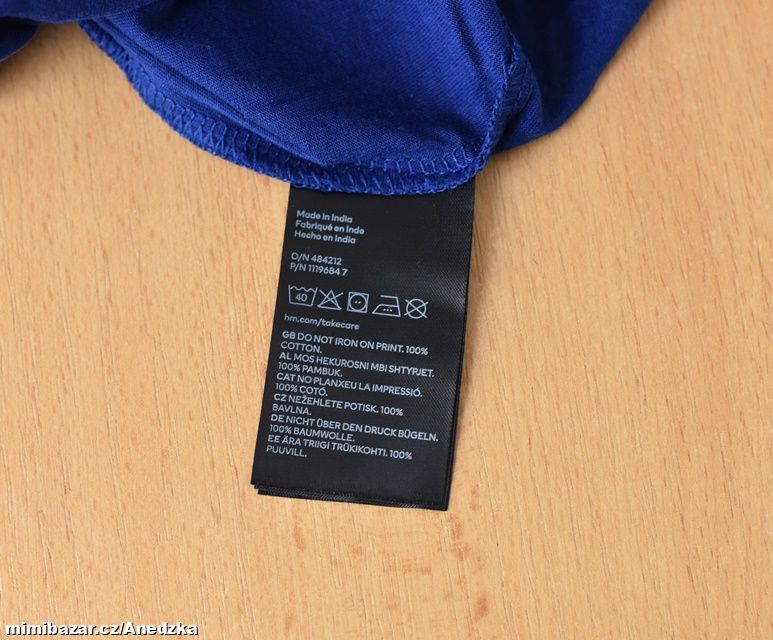 Made in India
Fabriqué en Inde
Hecho en India
O/N 484212
P/N 1119684 7
40
hm.com/takecare
GB DO NOT IRON ON PRINT. 100%
COTTON.
AL MOS HEKUROSNI MBI SHTYPJET.
100% PAMBUK.
CAT NO PLANXEU LA IMPRESSIÓ.
100% COTÓ.
CZ NEŽEHLETE POTISK. 100%
BAVLNA.
DE NICHT ÜBER DEN DRUCK BÜGELN.
100% BAUMWOLLE.
EE ÄRA TRIIGI TRÜKIKOHTI. 100%
PUUVILL.
mimibazar.cz/Anedzka